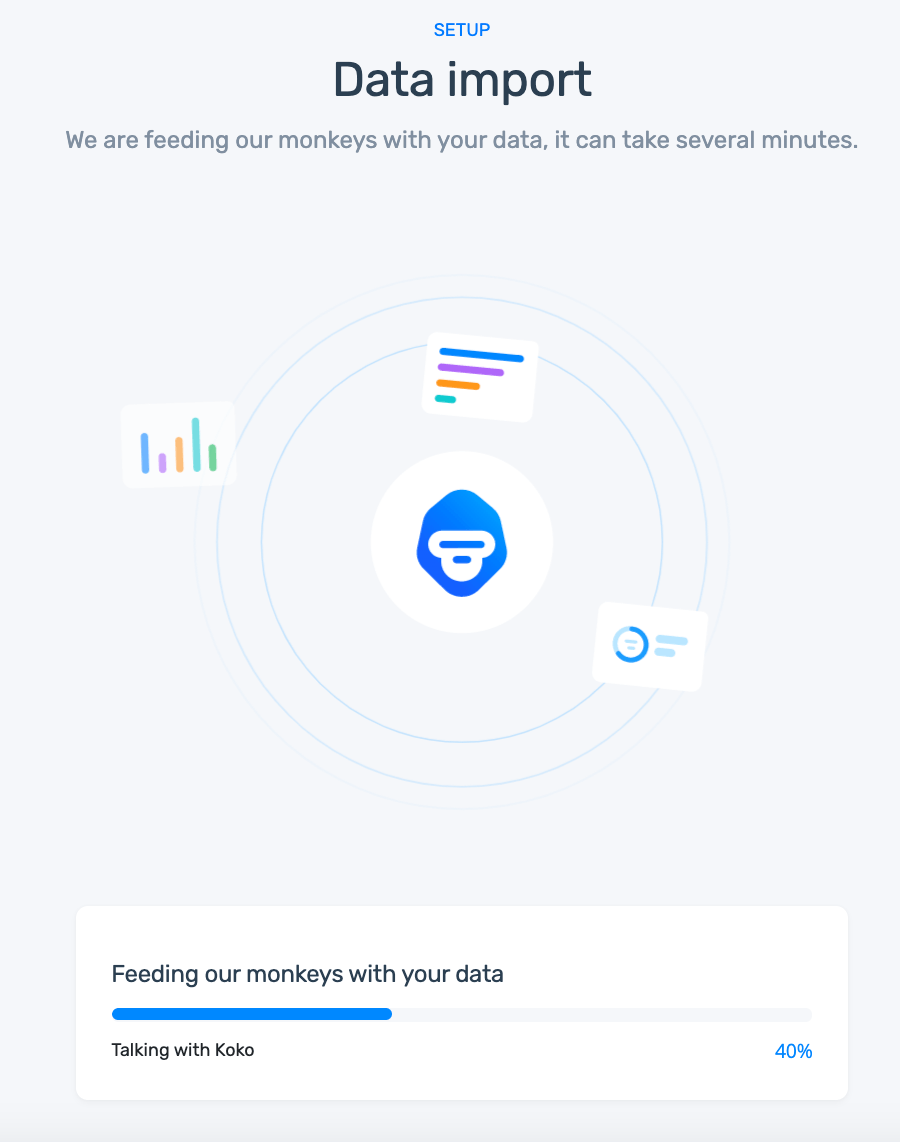 SETUP
Data import
We are feeding our monkeys with your data, it can take several minutes.
Feeding our monkeys with your data
Talking with Koko
40%